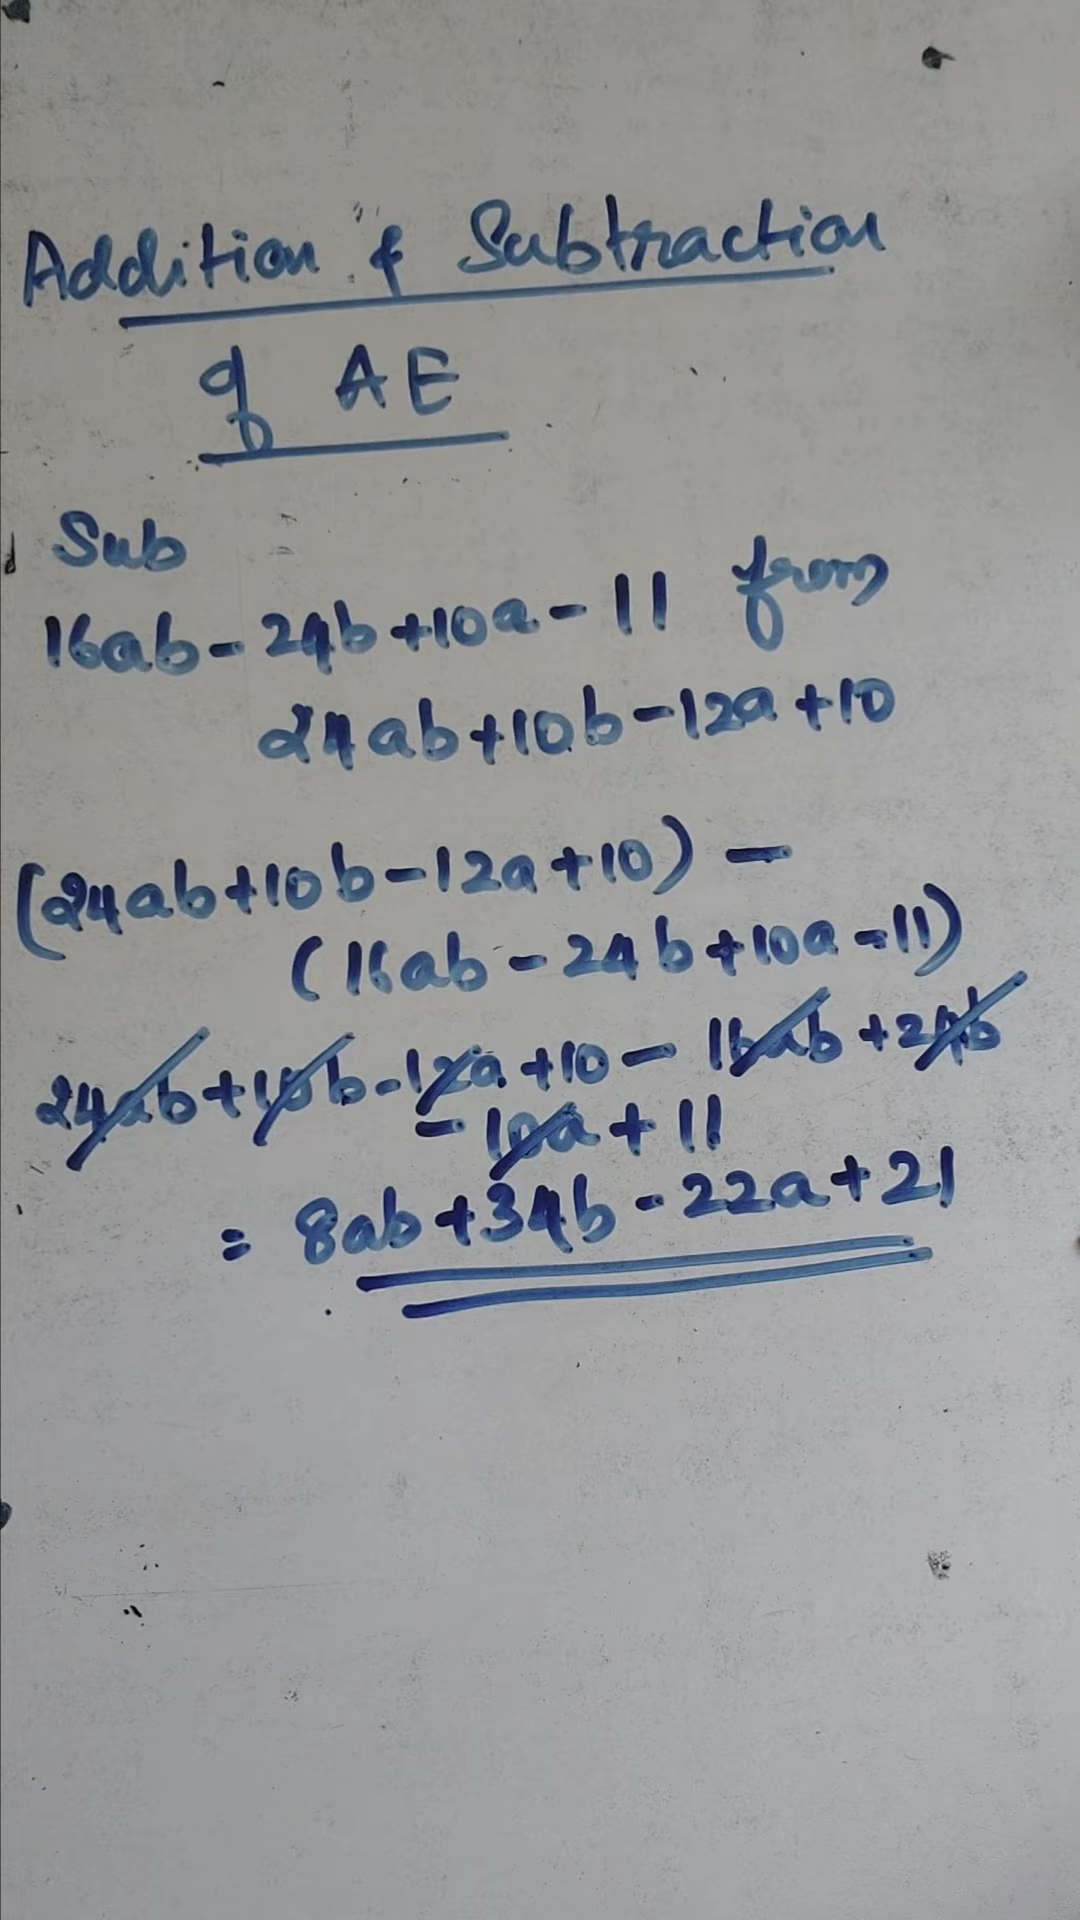 Addition & Subtraction
of AE
Sub
16ab - 24b + 10a - 11 from
24ab + 10b - 12a + 10
(24ab + 10b - 12a + 10) -
(16ab - 24b + 10a - 11)
24ab + 10b - 12a + 10 - 16ab + 24b
- 10a + 11
= 8ab + 34b - 22a + 21